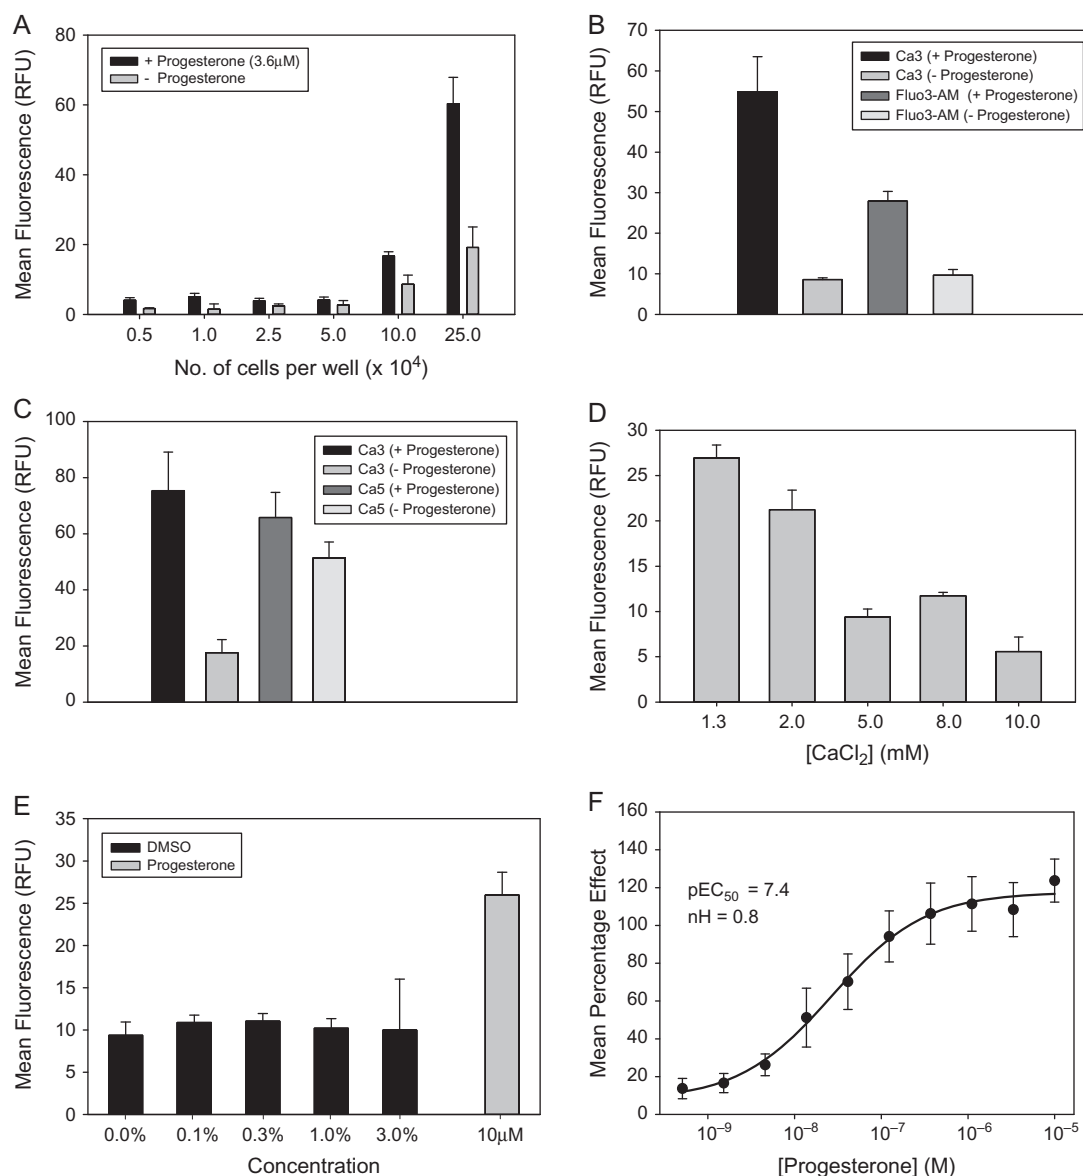 A
+ Progesterone (3.6µM)
- Progesterone
Mean Fluorescence (RFU)
80
60
40
20
0
0.5 1.0 2.5 5.0 10.0 25.0
No. of cells per well (x 10⁴)
B
Ca3 (+ Progesterone)
Ca3 (- Progesterone)
Fluo3-AM (+ Progesterone)
Fluo3-AM (- Progesterone)
Mean Fluorescence (RFU)
70
60
50
40
30
20
10
0
C
Ca3 (+ Progesterone)
Ca3 (- Progesterone)
Ca5 (+ Progesterone)
Ca5 (- Progesterone)
Mean Fluorescence (RFU)
100
80
60
40
20
0
D
Mean Fluorescence (RFU)
30
25
20
15
10
5
0
1.3 2.0 5.0 8.0 10.0
[CaCl₂] (mM)
E
DMSO
Progesterone
Mean Fluorescence (RFU)
35
30
25
20
15
10
5
0
0.0% 0.1% 0.3% 1.0% 3.0% 10µM
Concentration
F
pEC₅₀ = 7.4
nH = 0.8
Mean Percentage Effect
160
140
120
100
80
60
40
20
0
10⁻⁹ 10⁻⁸ 10⁻⁷ 10⁻⁶ 10⁻⁵
[Progesterone] (M)